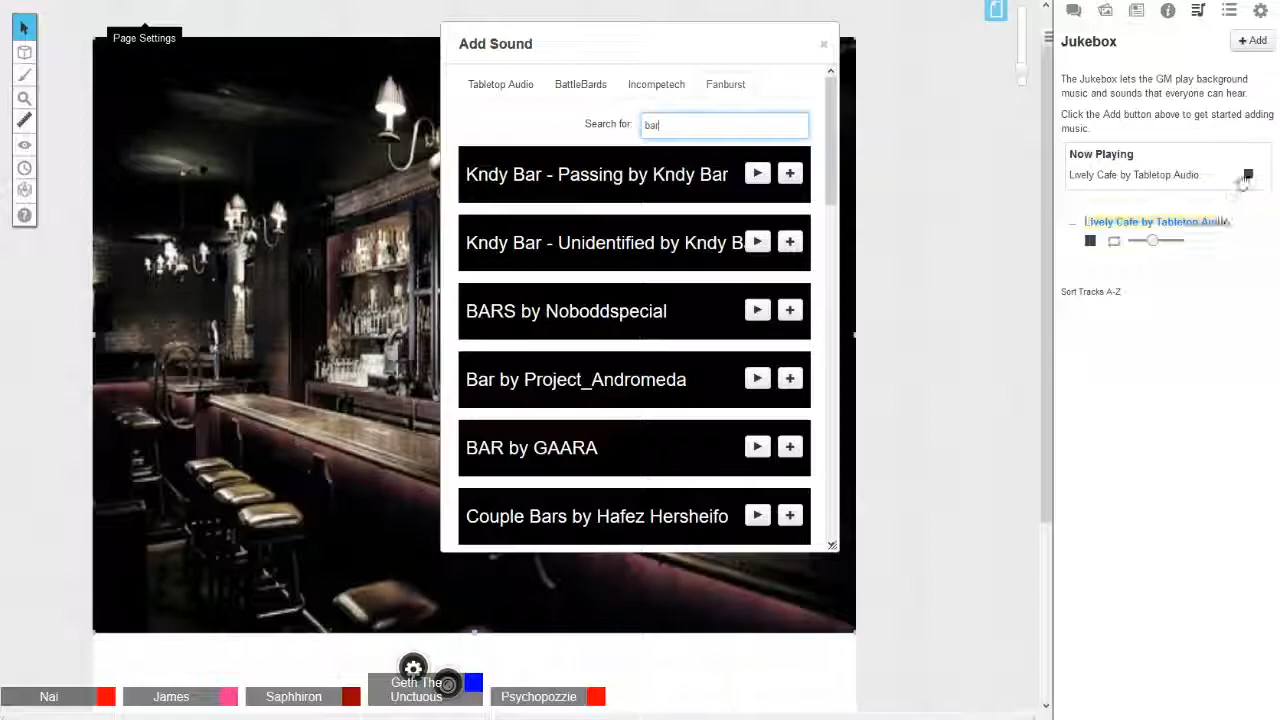 Page Settings
Add Sound
×
Tabletop Audio
BattleBards
Incompetech
Fanburst
Search for:
bar
Kndy Bar - Passing by Kndy Bar
Kndy Bar - Unidentified by Kndy B
BARS by Noboddspecial
Bar by Project_Andromeda
BAR by GAARA
Couple Bars by Hafez Hersheifo
Jukebox
+ Add
The Jukebox lets the GM play background
music and sounds that everyone can hear.
Click the Add button above to get started adding
music.
Now Playing
Lively Cafe by Tabletop Audio
Lively Cafe by Tabletop Audio
Sort Tracks A-Z
Nai
James
Saphhiron
Geth The
Unctuous
Psychopozzie